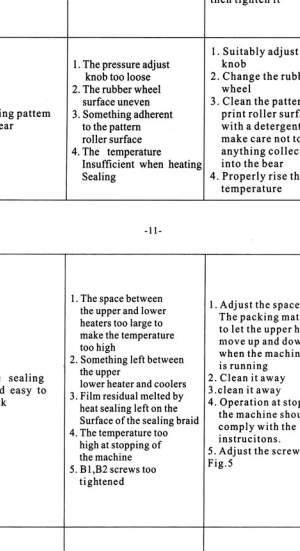 then tighten it
ing pattem
ear
1. The pressure adjust
knob too loose
2. The rubber wheel
surface uneven
3. Something adherent
to the pattern
roller surface
4. The temperature
Insufficient when heating
Sealing
1. Suitably adjust
knob
2. Change the rubb
wheel
3. Clean the patter
print roller surf
with a detergent
make care not to
anything collec
into the bear
4. Properly rise th
temperature
-11-
sealing
d easy to
k
1. The space between
the upper and lower
heaters too large to
make the temperature
too high
2. Something left between
the upper
lower heater and coolers
3. Film residual melted by
heat sealing left on the
Surface of the sealing braid
4. The temperature too
high at stopping of
the machine
5. B1,B2 screws too
tightened
1. Adjust the space
The packing mat
to let the upper h
move up and dow
when the machin
is running
2. Clean it away
3. clean it away
4. Operation at stop
the machine shou
comply with the
instrucitons.
5. Adjust the screw
Fig.5